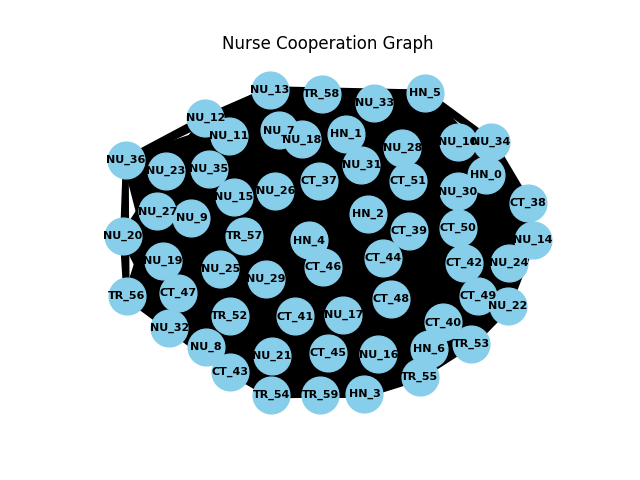 Nurse Cooperation Graph
NU_13
TR_58
NU_33
HN_5
NU_12
NU_11
NU_7
NU_18
HN_1
NU_28
NU_10
NU_34
NU_36
NU_23
NU_35
NU_31
HN_0
CT_37
CT_51
NU_26
NU_30
NU_15
CT_38
NU_27
NU_9
HN_2
CT_50
CT_39
NU_20
TR_57
HN_4
NU_14
NU_19
CT_44
CT_42
NU_24
NU_25
CT_46
NU_29
CT_47
TR_56
CT_48
CT_49
NU_22
TR_52
CT_41
NU_17
CT_40
NU_32
NU_8
TR_53
HN_6
NU_21
CT_45
NU_16
CT_43
TR_55
TR_54
TR_59
HN_3